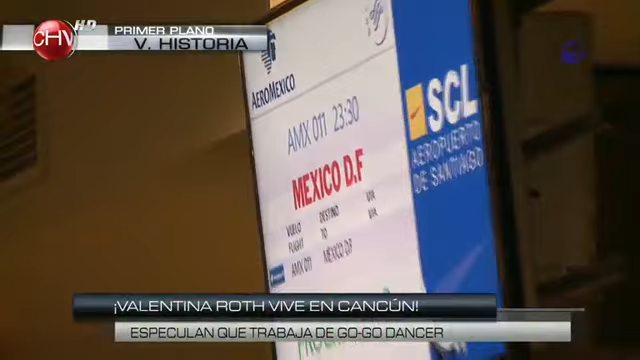 HD
CHV
PRIMER PLANO
V. HISTORIA
AEROMEXICO
AMX 011 23:30
MEXICO D.F
VUELO DESTINO VIA
FLIGHT TO VIA
AMX 011 MEXICO D.F
SCL
AEROPUERTO
DE SANTIAGO
¡VALENTINA ROTH VIVE EN CANCÚN!
ESPECULAN QUE TRABAJA DE GO-GO DANCER